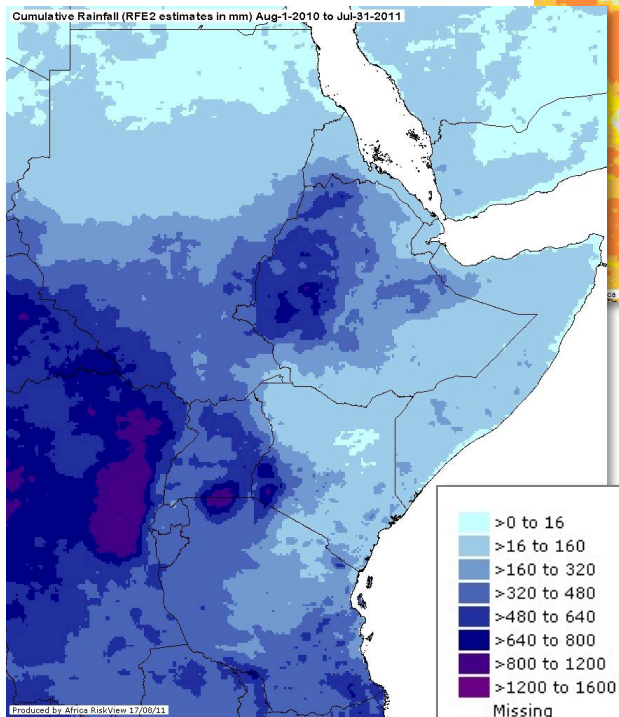 Cumulative Rainfall (RFE2 estimates in mm) Aug-1-2010 to Jul-31-2011
>0 to 16
>16 to 160
>160 to 320
>320 to 480
>480 to 640
>640 to 800
>800 to 1200
>1200 to 1600
Missing
Produced by Africa RiskView 17/08/11